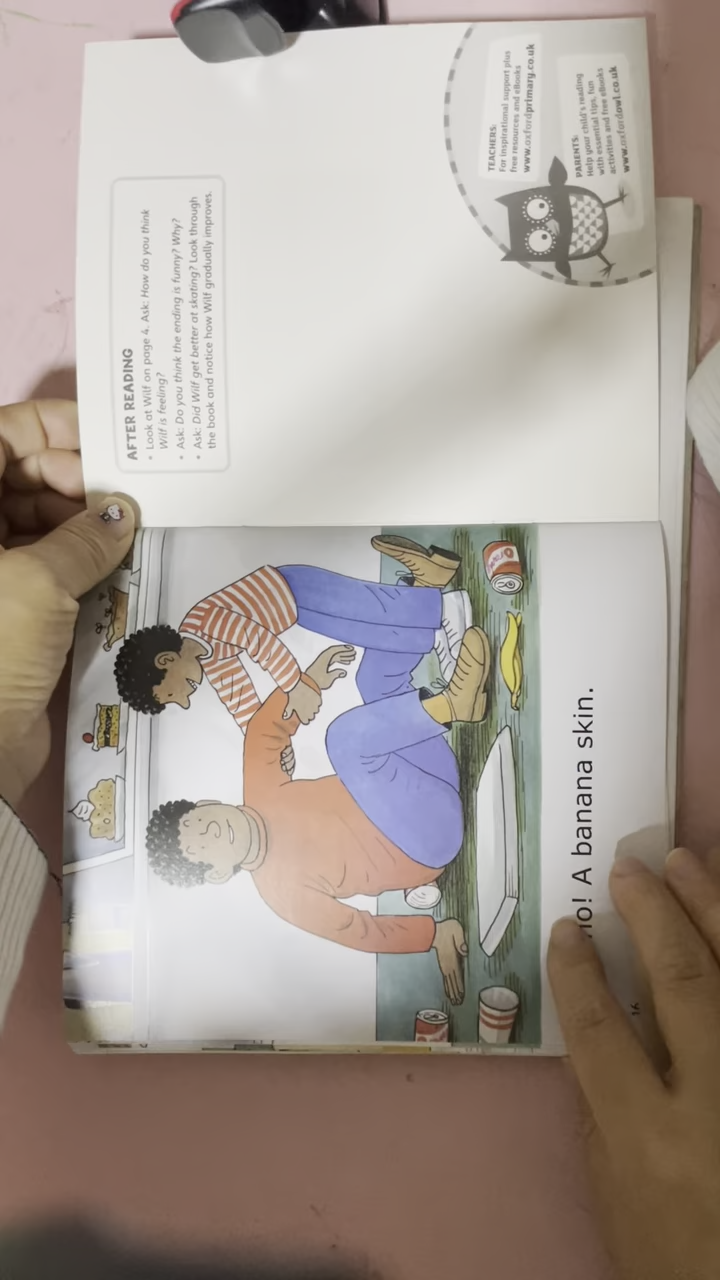 no! A banana skin.
16
AFTER READING
• Look at Wilf on page 4. Ask: How do you think
Wilf is feeling?
• Ask: Do you think the ending is funny? Why?
• Ask: Did Wilf get better at skating? Look through
the book and notice how Wilf gradually improves.
TEACHERS:
For inspirational support plus
free resources and eBooks
www.oxfordprimary.co.uk
PARENTS:
Help your child's reading
with essential tips, fun
activities and free eBooks
www.oxfordowl.co.uk